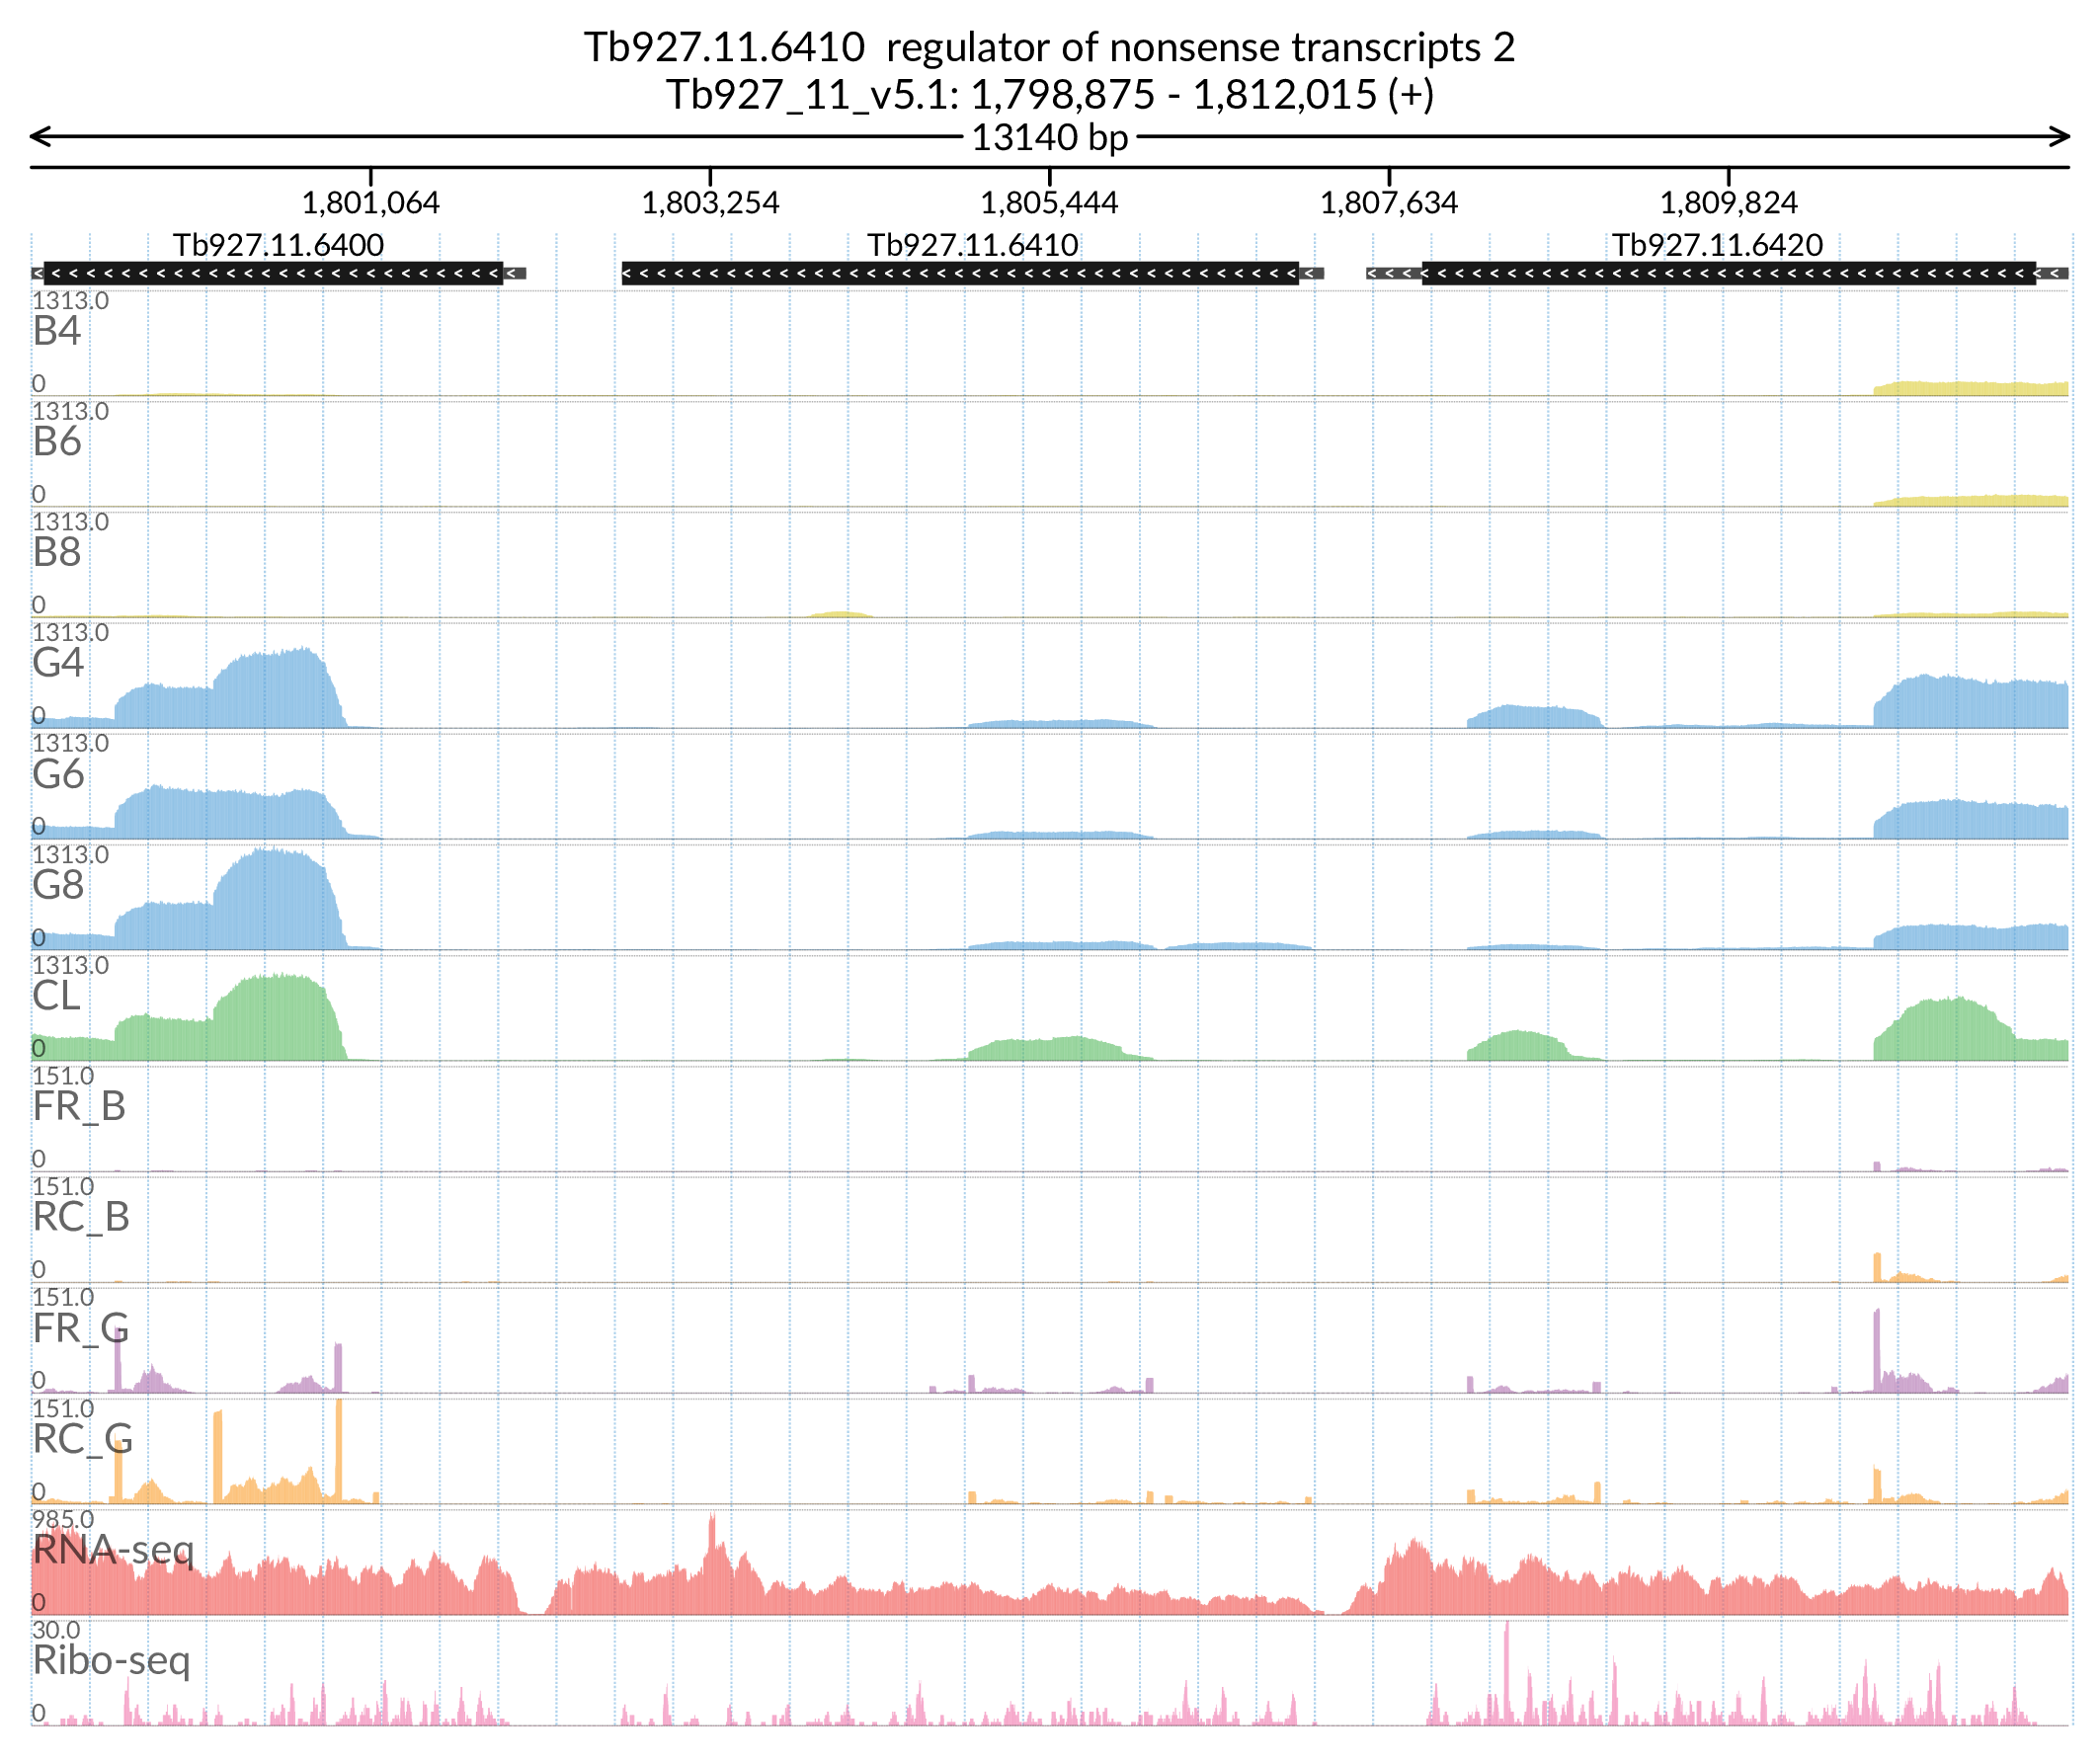 Tb927.11.6410 regulator of nonsense transcripts 2
Tb927_11_v5.1: 1,798,875 - 1,812,015 (+)
13140 bp
1,801,064 1,803,254 1,805,444 1,807,634 1,809,824
Tb927.11.6400 Tb927.11.6410 Tb927.11.6420
1313.0
B4
0
1313.0
B6
0
1313.0
B8
0
1313.0
G4
0
1313.0
G6
0
1313.0
G8
0
1313.0
CL
0
151.0
FR_B
0
151.0
RC_B
0
151.0
FR_G
0
151.0
RC_G
0
985.0
RNA-seq
0
30.0
Ribo-seq
0